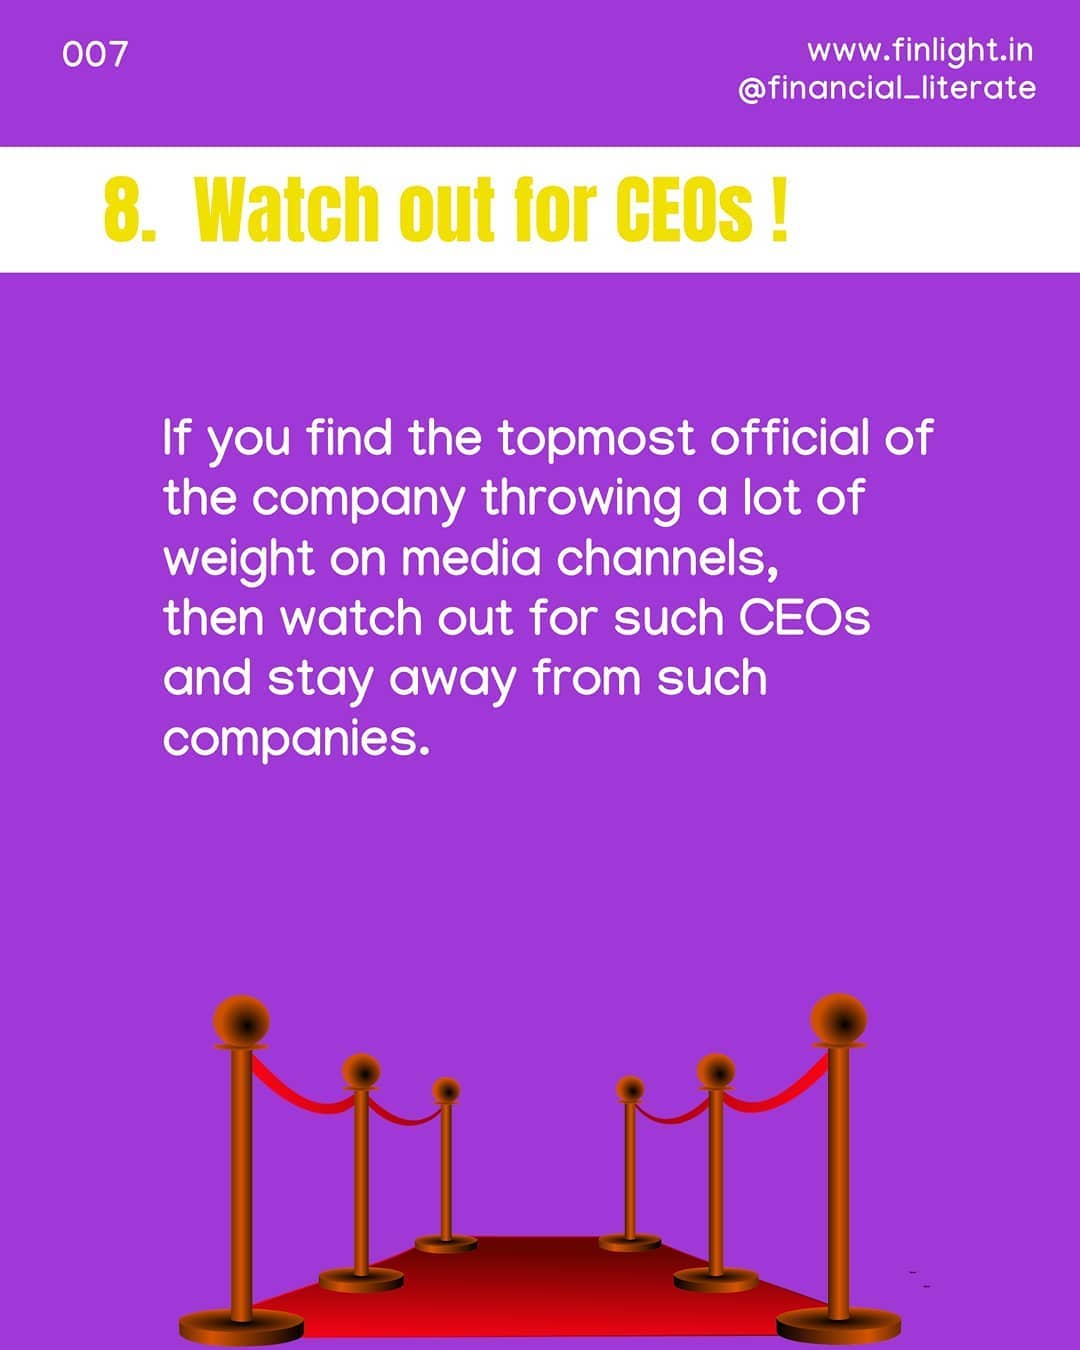 007
www.finlight.in
@financial_literate
8. Watch out for CEOs !
If you find the topmost official of
the company throwing a lot of
weight on media channels,
then watch out for such CEOs
and stay away from such
companies.